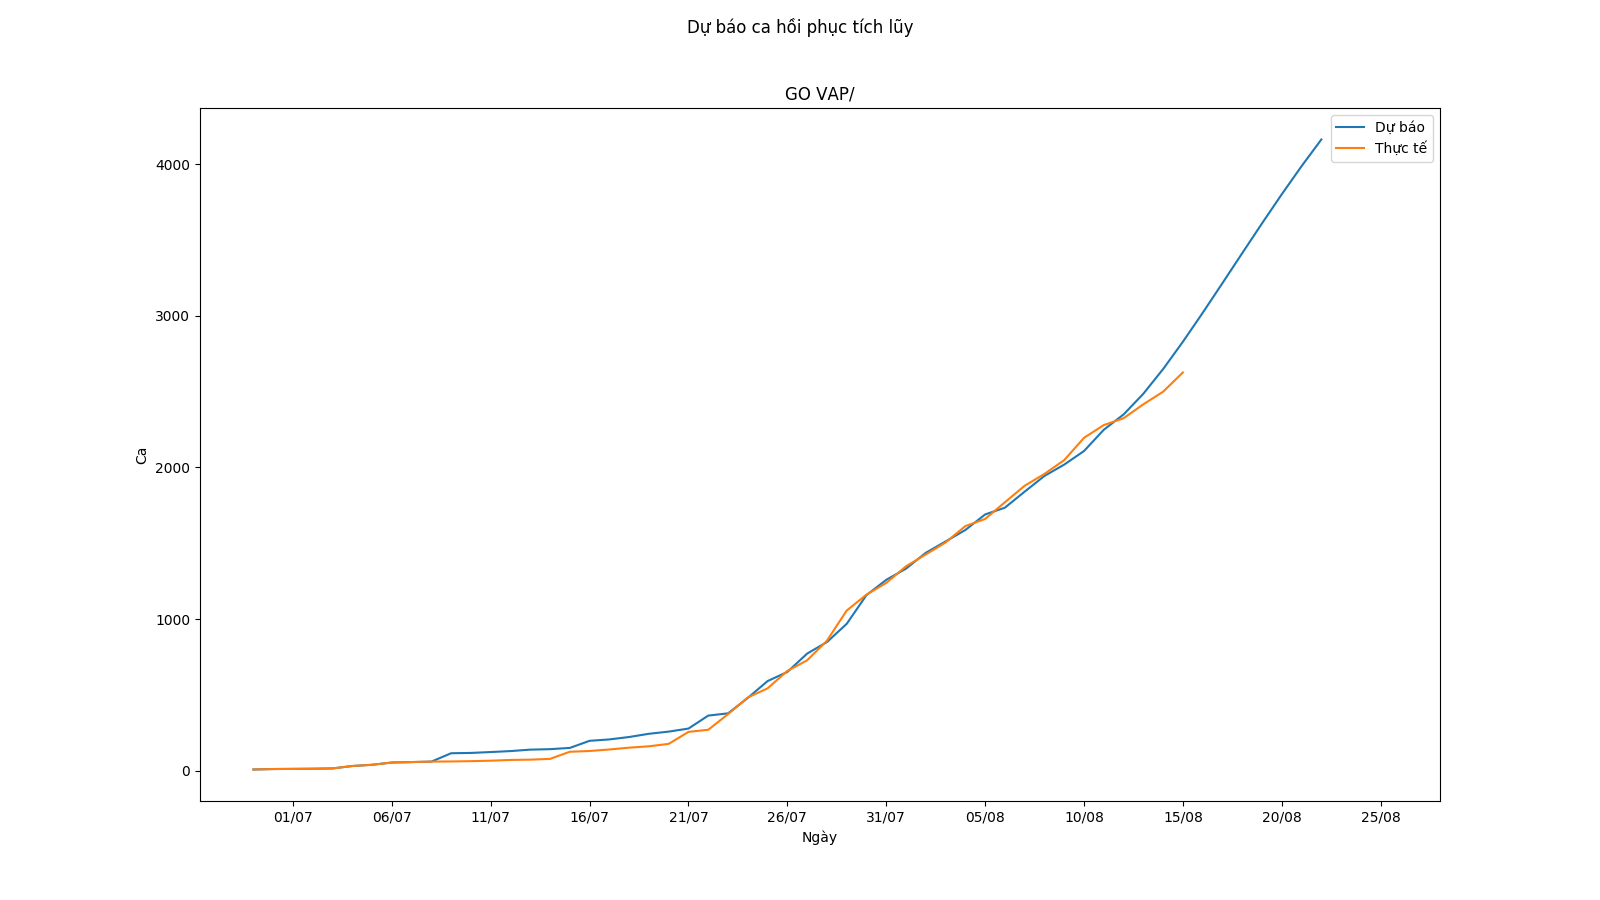 Dự báo ca hồi phục tích lũy
GO VAP/
Dự báo
Thực tế
4000
3000
2000
1000
0
Ca
01/07 06/07 11/07 16/07 21/07 26/07 31/07 05/08 10/08 15/08 20/08 25/08
Ngày